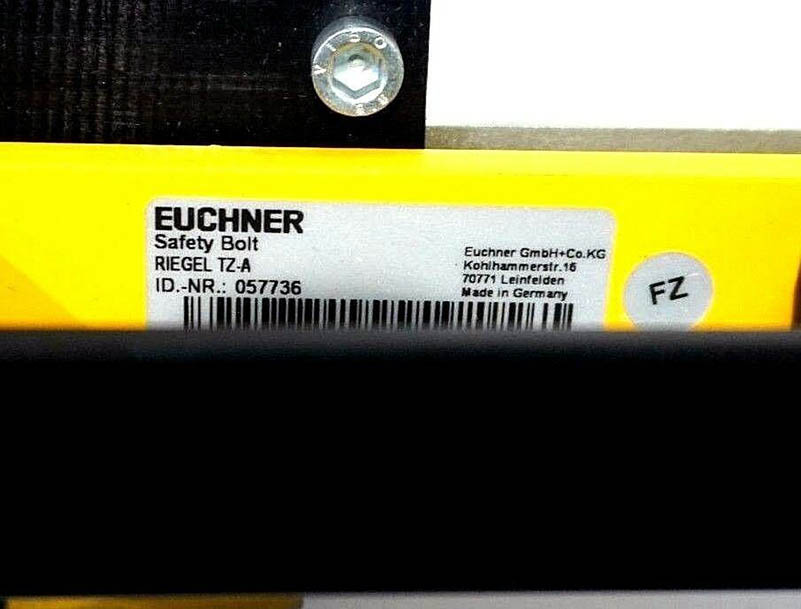 EUCHNER
Safety Bolt
RIEGEL TZ-A
ID.-NR.: 057736
Euchner GmbH+Co.KG
Kohlhammerstr.16
70771 Leinfelden
Made in Germany
FZ